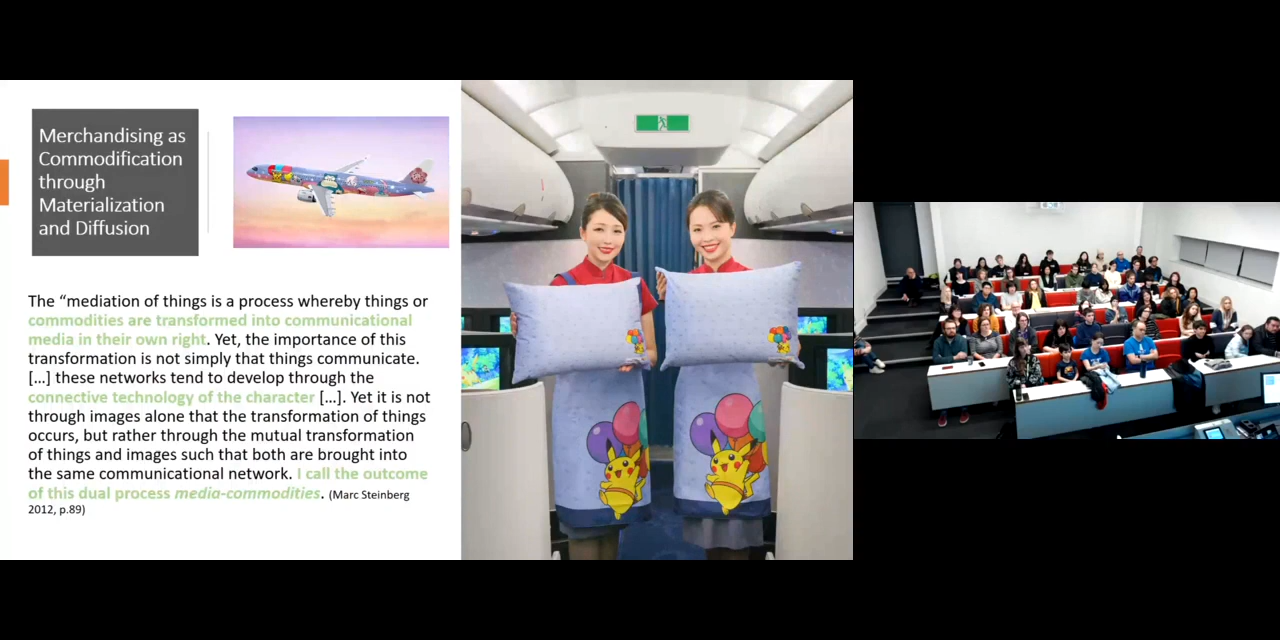 Merchandising as
Commodification
through
Materialization
and Diffusion
The “mediation of things is a process whereby things or
commodities are transformed into communicational
media in their own right. Yet, the importance of this
transformation is not simply that things communicate.
[…] these networks tend to develop through the
connective technology of the character […]. Yet it is not
through images alone that the transformation of things
occurs, but rather through the mutual transformation
of things and images such that both are brought into
the same communicational network. I call the outcome
of this dual process media-commodities. (Marc Steinberg
2012, p.89)